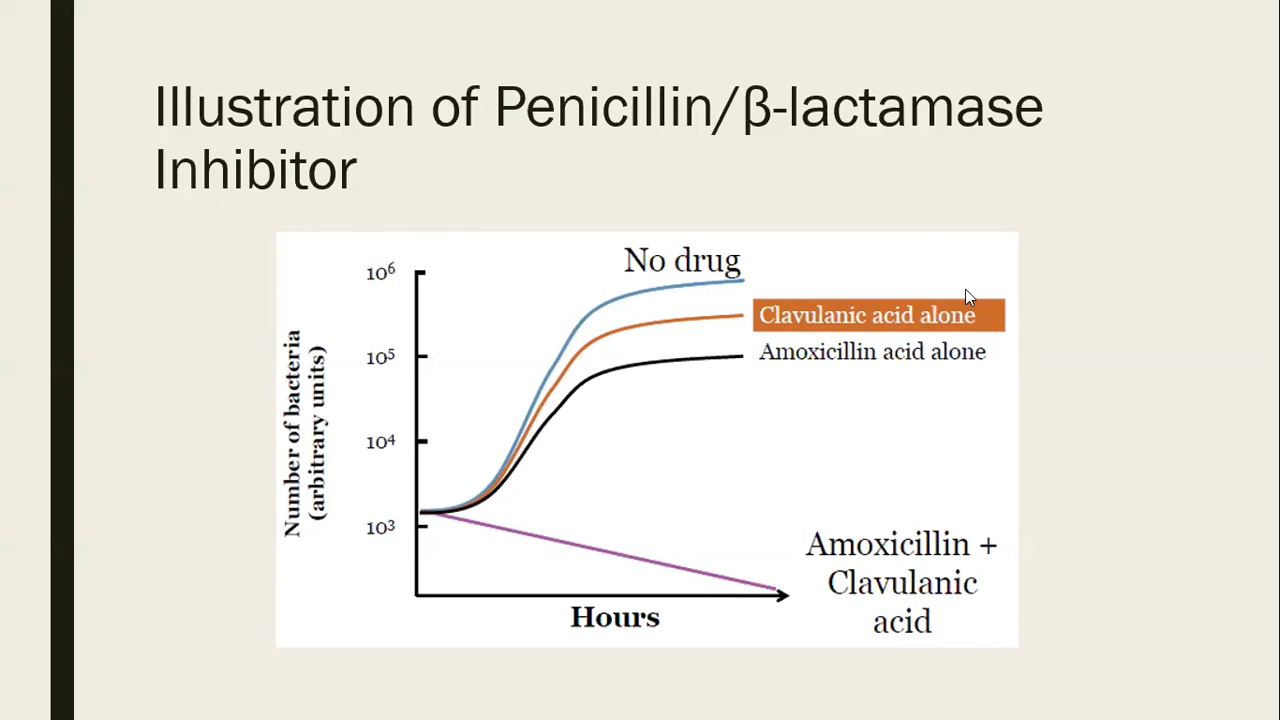 Illustration of Penicillin/β-lactamase
Inhibitor
No drug
10⁶
Clavulanic acid alone
10⁵
Amoxicillin acid alone
Number of bacteria
(arbitrary units)
10⁴
10³
Amoxicillin +
Clavulanic
acid
Hours